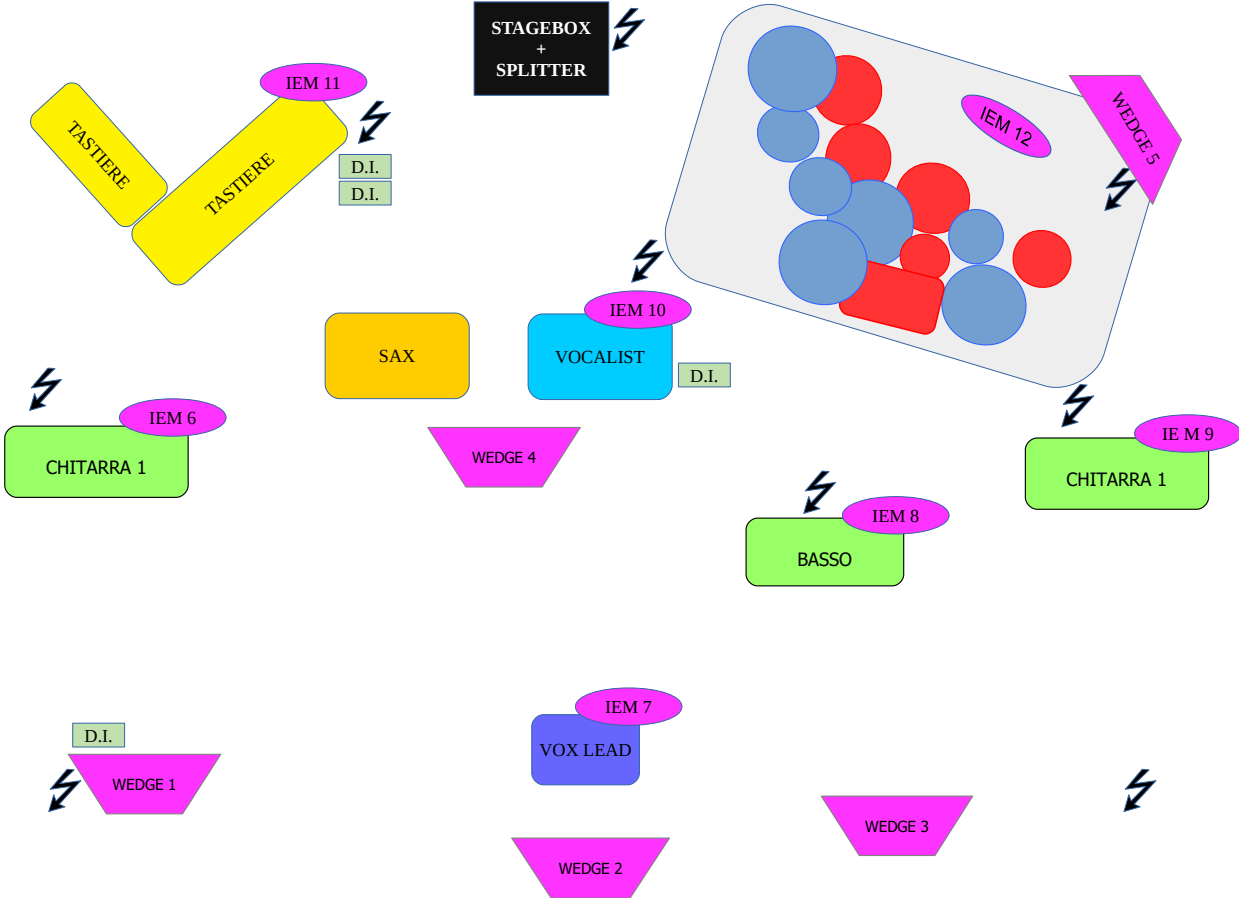 STAGEBOX
+
SPLITTER
IEM 11
TASTIERE
TASTIERE
D.I.
D.I.
IEM 12
WEDGE 5
IEM 10
SAX
VOCALIST
D.I.
IEM 6
CHITARRA 1
WEDGE 4
IE M 9
CHITARRA 1
IEM 8
BASSO
IEM 7
VOX LEAD
D.I.
WEDGE 1
WEDGE 3
WEDGE 2